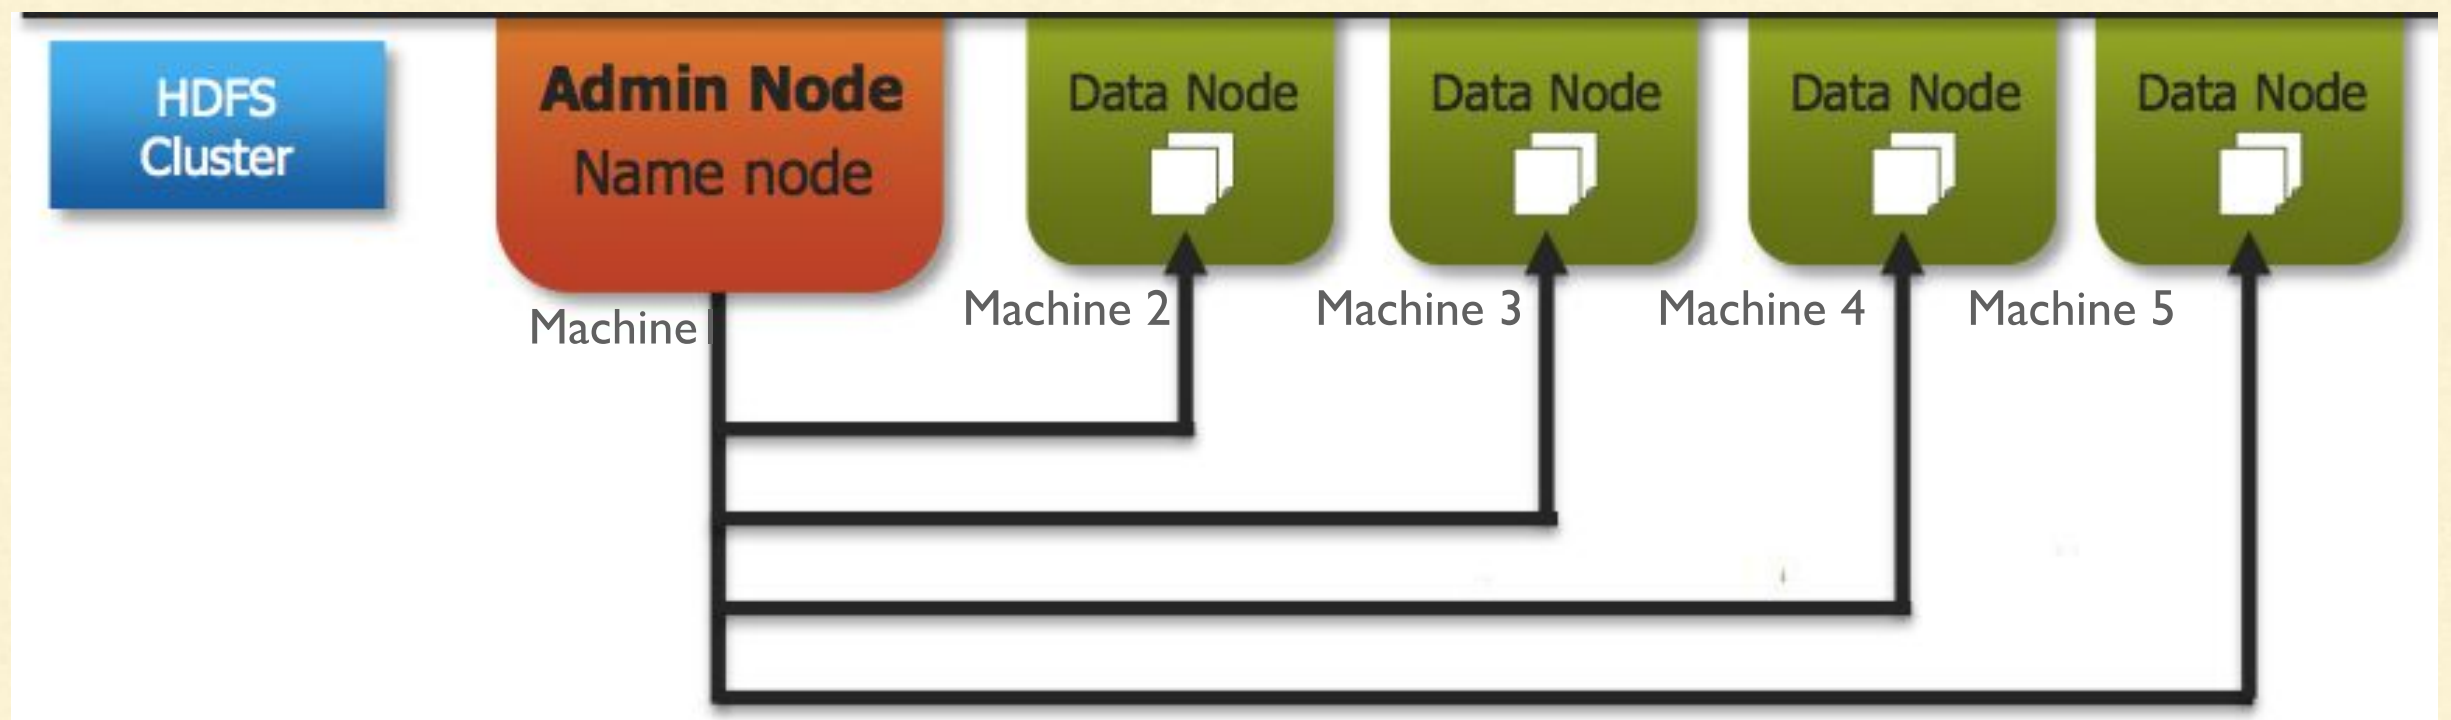 HDFS
Cluster
Admin Node
Name node
Data Node
Data Node
Data Node
Data Node
Machine 1
Machine 2
Machine 3
Machine 4
Machine 5